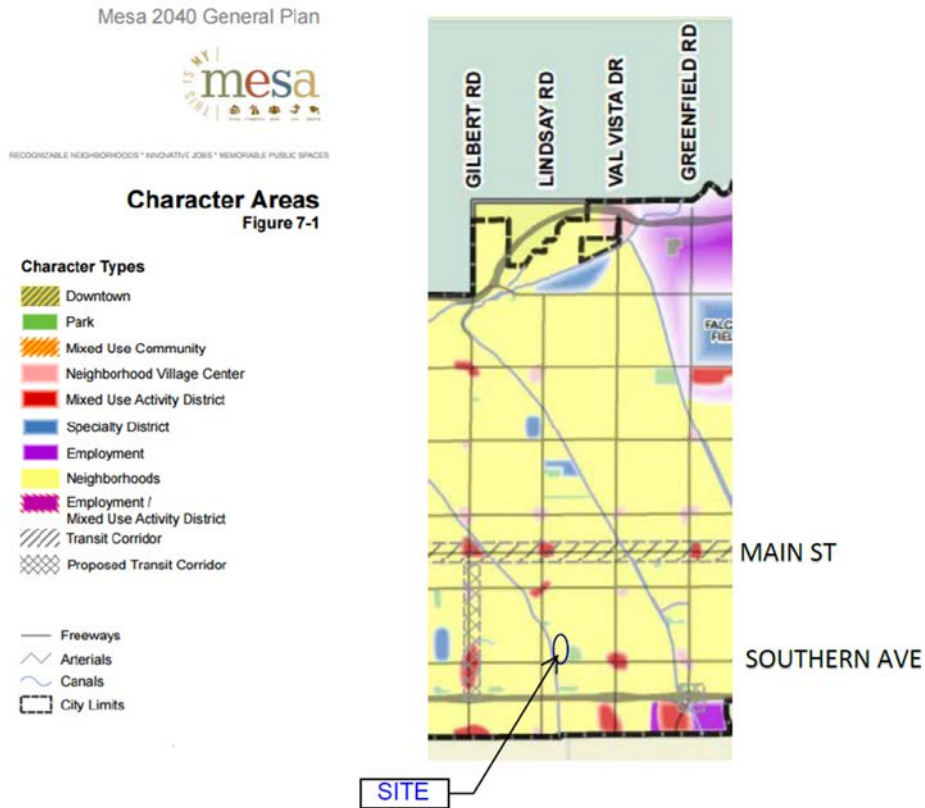 Mesa 2040 General Plan
THIS IS MY
mesa
RECOGNIZABLE NEIGHBORHOODS * INNOVATIVE JOBS * MEMORABLE PUBLIC SPACES
Character Areas
Figure 7-1
Character Types
Downtown
Park
Mixed Use Community
Neighborhood Village Center
Mixed Use Activity District
Specialty District
Employment
Neighborhoods
Employment /
Mixed Use Activity District
Transit Corridor
Proposed Transit Corridor
Freeways
Arterials
Canals
City Limits
GILBERT RD
LINDSAY RD
VAL VISTA DR
GREENFIELD RD
FALC
FIEL
MAIN ST
SOUTHERN AVE
SITE